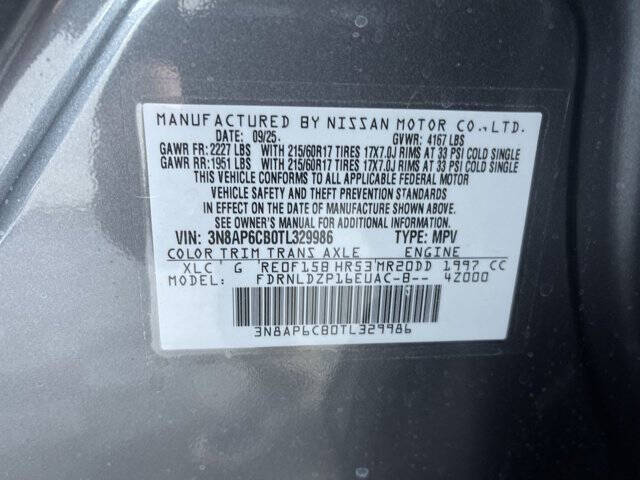 MANUFACTURED BY NISSAN MOTOR CO., LTD.
DATE: 09/25. GVWR: 4167 LBS
GAWR FR: 2227 LBS WITH 215/60R17 TIRES 17X7.0J RIMS AT 33 PSI COLD SINGLE
GAWR RR: 1951 LBS WITH 215/60R17 TIRES 17X7.0J RIMS AT 33 PSI COLD SINGLE
THIS VEHICLE CONFORMS TO ALL APPLICABLE FEDERAL MOTOR
VEHICLE SAFETY AND THEFT PREVENTION STANDARDS
IN EFFECT ON THE DATE OF MANUFACTURE SHOWN ABOVE.
SEE OWNER'S MANUAL FOR ADDITIONAL INFORMATION
VIN: 3N8AP6CB0TL329986 TYPE: MPV
COLOR TRIM TRANS AXLE ENGINE
XLC G RE0F15B HR53 MR20DD 1997 CC
MODEL: FDRNLDZP16EUAC-B-- 4Z000
3N8AP6CB0TL329986